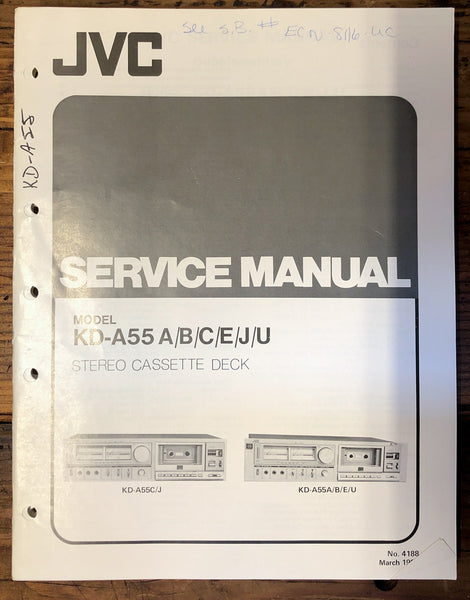 See S.B. # ECN-8116-UC
JVC
KD-A55
SERVICE MANUAL
MODEL
KD-A55 A/B/C/E/J/U
STEREO CASSETTE DECK
KD-A55C/J
KD-A55A/B/E/U
No. 4188
March